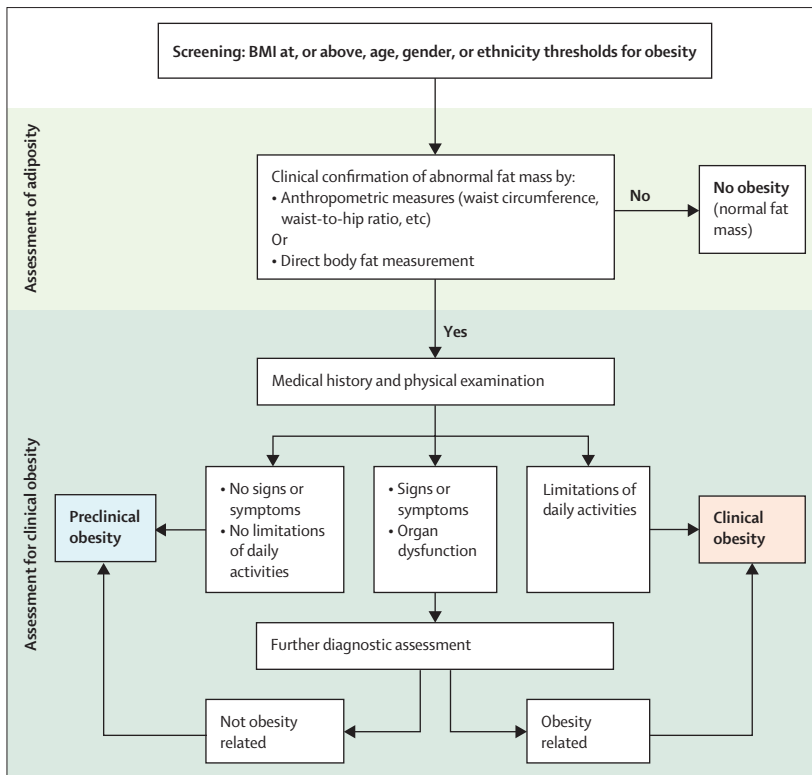 Screening: BMI at, or above, age, gender, or ethnicity thresholds for obesity
Assessment of adiposity
Clinical confirmation of abnormal fat mass by:
• Anthropometric measures (waist circumference,
waist-to-hip ratio, etc)
Or
• Direct body fat measurement
No
No obesity
(normal fat
mass)
Yes
Assessment for clinical obesity
Medical history and physical examination
Preclinical
obesity
• No signs or
symptoms
• No limitations
of daily
activities
• Signs or
symptoms
• Organ
dysfunction
Limitations of
daily activities
Clinical
obesity
Further diagnostic assessment
Not obesity
related
Obesity
related